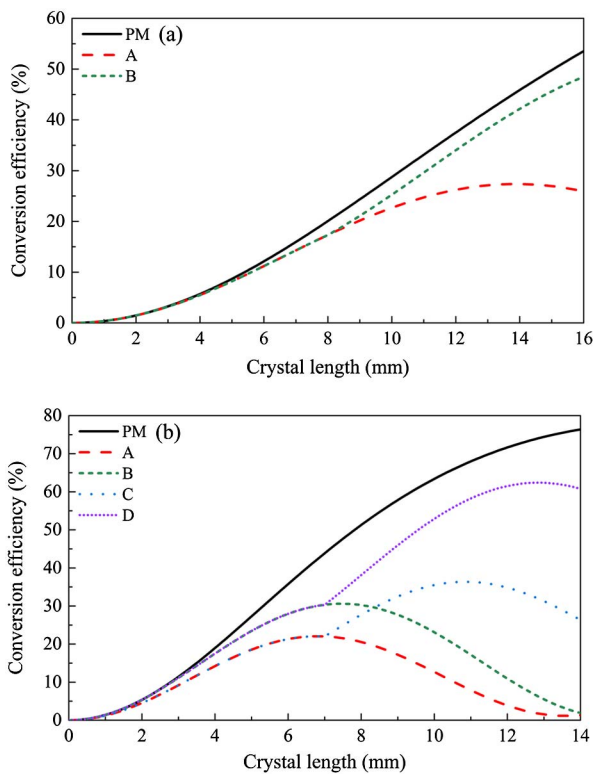 60
50
40
30
20
10
0
Conversion efficiency (%)
PM (a)
A
B
0 2 4 6 8 10 12 14 16
Crystal length (mm)
80
70
60
50
40
30
20
10
0
Conversion efficiency (%)
PM (b)
A
B
C
D
0 2 4 6 8 10 12 14
Crystal length (mm)